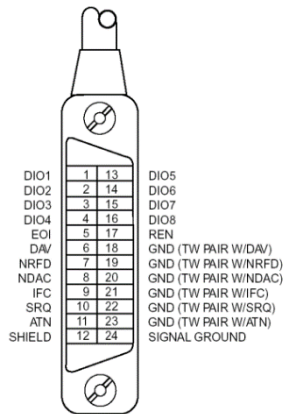 DIO1 1 13 DIO5
DIO2 2 14 DIO6
DIO3 3 15 DIO7
DIO4 4 16 DIO8
EOI 5 17 REN
DAV 6 18 GND (TW PAIR W/DAV)
NRFD 7 19 GND (TW PAIR W/NRFD)
NDAC 8 20 GND (TW PAIR W/NDAC)
IFC 9 21 GND (TW PAIR W/IFC)
SRQ 10 22 GND (TW PAIR W/SRQ)
ATN 11 23 GND (TW PAIR W/ATN)
SHIELD 12 24 SIGNAL GROUND